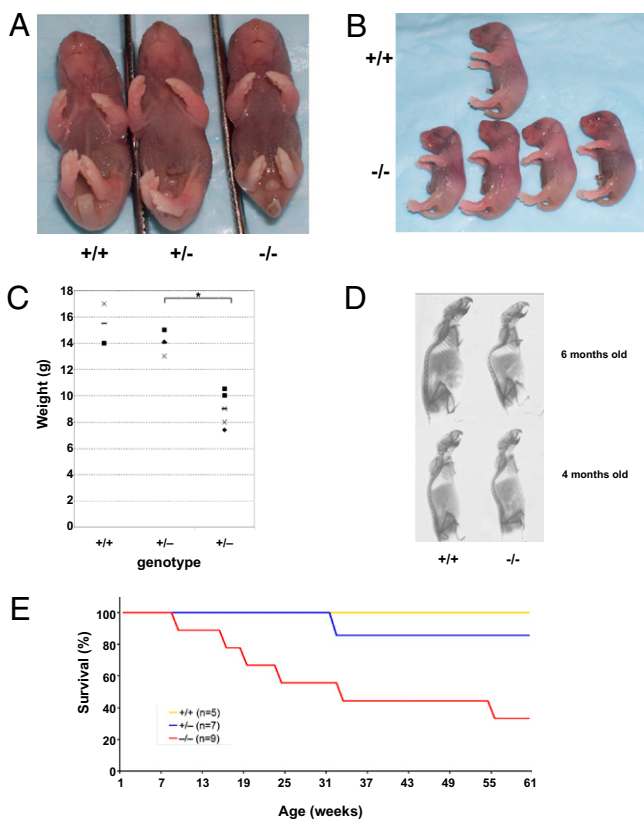 A
+/+ +/- -/-
B
+/+
-/-
C
Weight (g)
18
16
14
12
10
8
6
4
2
0
*
+/+ +/– +/–
genotype
D
6 months old
4 months old
+/+ -/-
E
Survival (%)
100
80
60
40
20
0
+/+ (n=5)
+/– (n=7)
–/– (n=9)
1 7 13 19 25 31 37 43 49 55 61
Age (weeks)